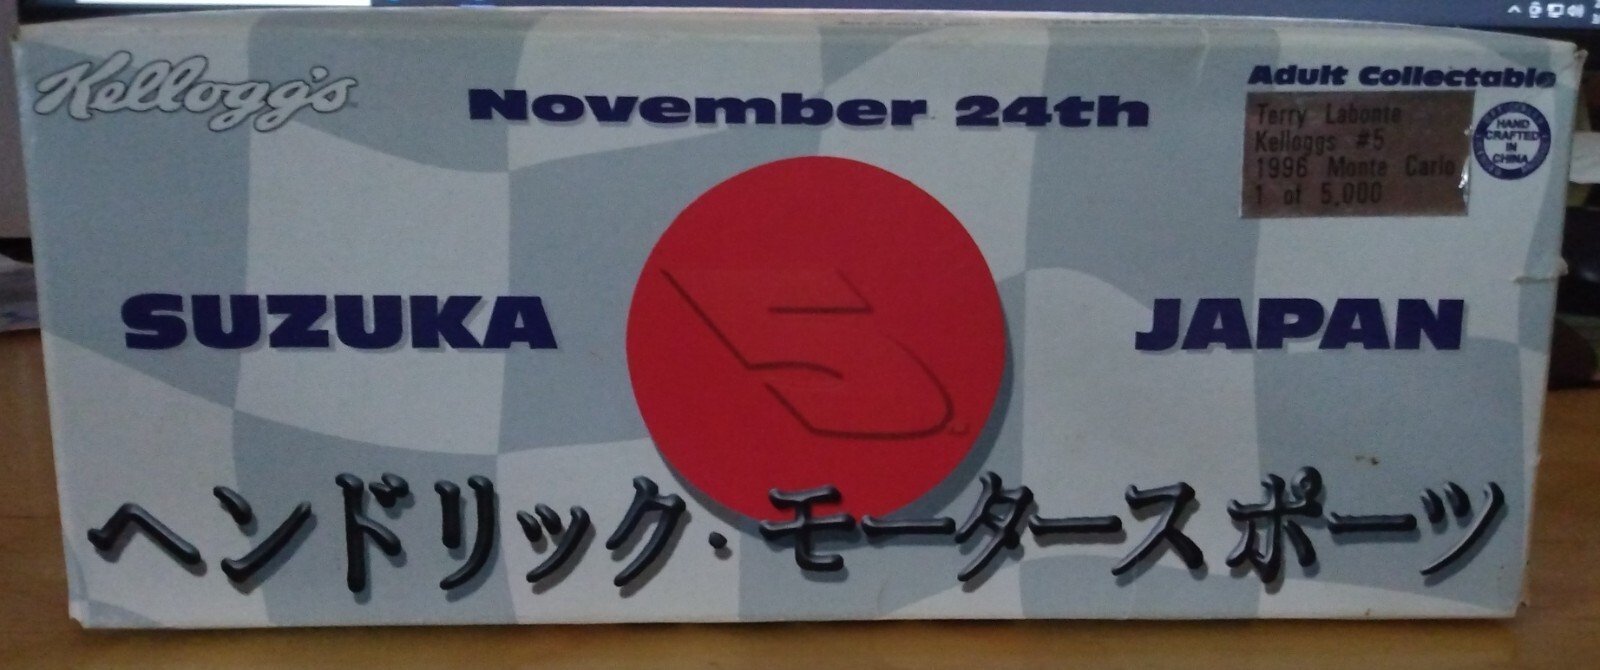 Kellogg's
November 24th
Adult Collectable
Terry Labonte
Kelloggs #5
1996 Monte Carlo
1 of 5,000
HAND
CRAFTED
IN
CHINA
SUZUKA
5
JAPAN
ヘンドリック・モータースポーツ